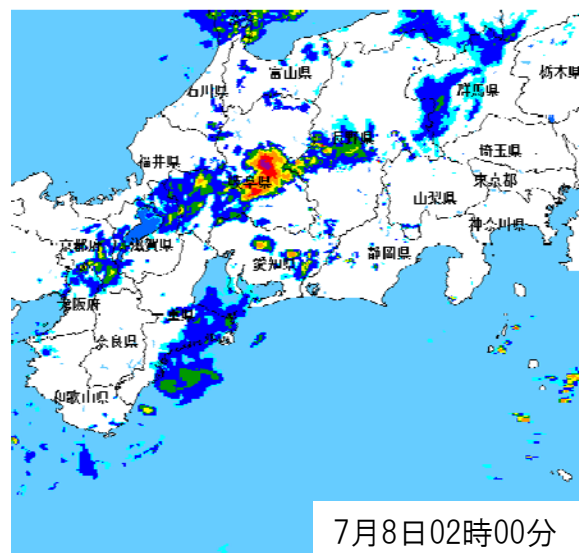 富山県
栃木県
石川県
群馬県
長野県
埼玉県
福井県
岐阜県
東京都
山梨県
神奈川県
京都府
滋賀県
愛知県
静岡県
大阪府
三重県
奈良県
和歌山県
7月8日02時00分